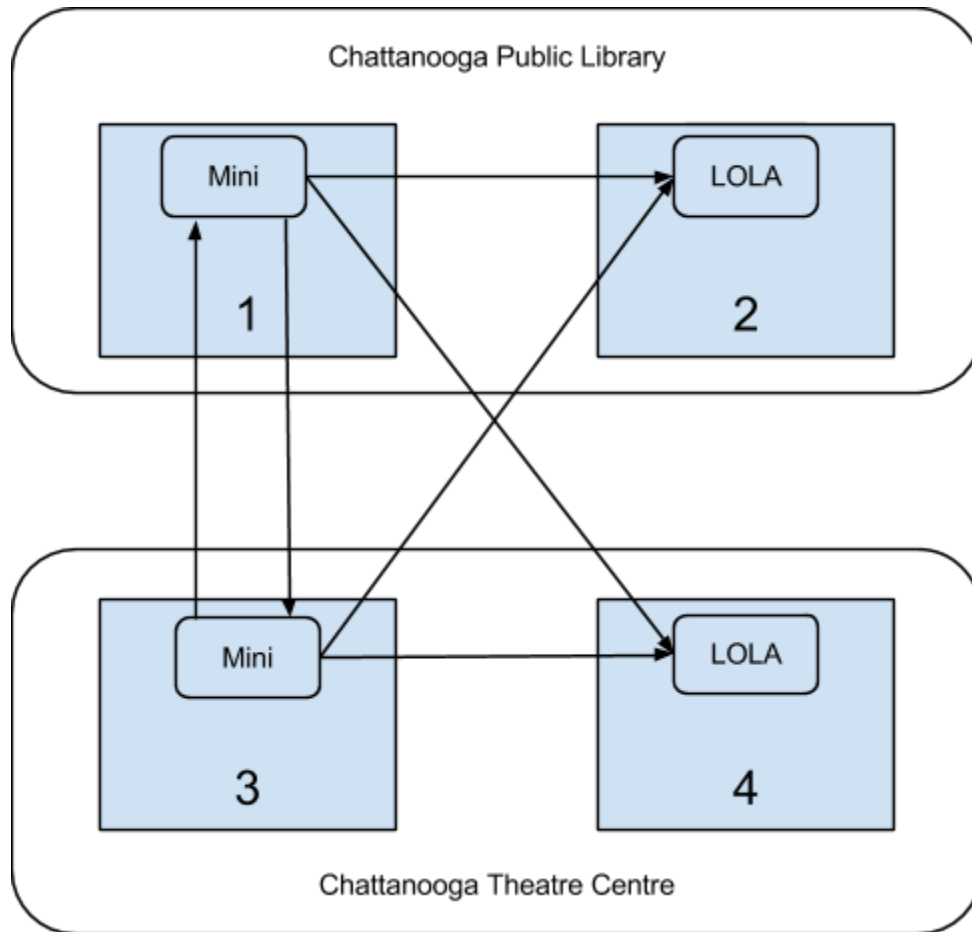 Chattanooga Public Library
Mini
LOLA
1
2
Mini
LOLA
3
4
Chattanooga Theatre Centre